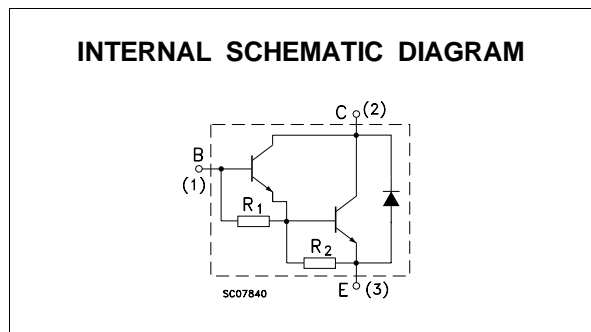 INTERNAL SCHEMATIC DIAGRAM
C (2)
B
(1)
R1
R2
SC07840
E (3)